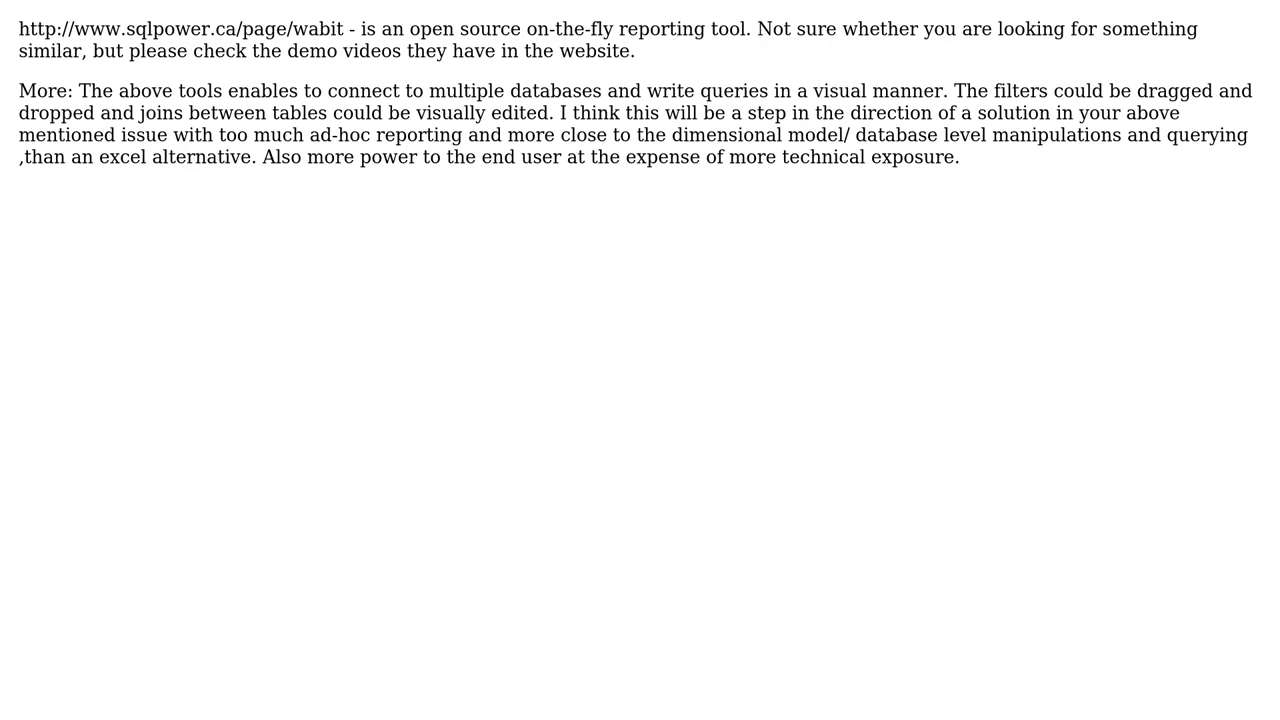 http://www.sqlpower.ca/page/wabit - is an open source on-the-fly reporting tool. Not sure whether you are looking for something
similar, but please check the demo videos they have in the website.
More: The above tools enables to connect to multiple databases and write queries in a visual manner. The filters could be dragged and
dropped and joins between tables could be visually edited. I think this will be a step in the direction of a solution in your above
mentioned issue with too much ad-hoc reporting and more close to the dimensional model/ database level manipulations and querying
,than an excel alternative. Also more power to the end user at the expense of more technical exposure.